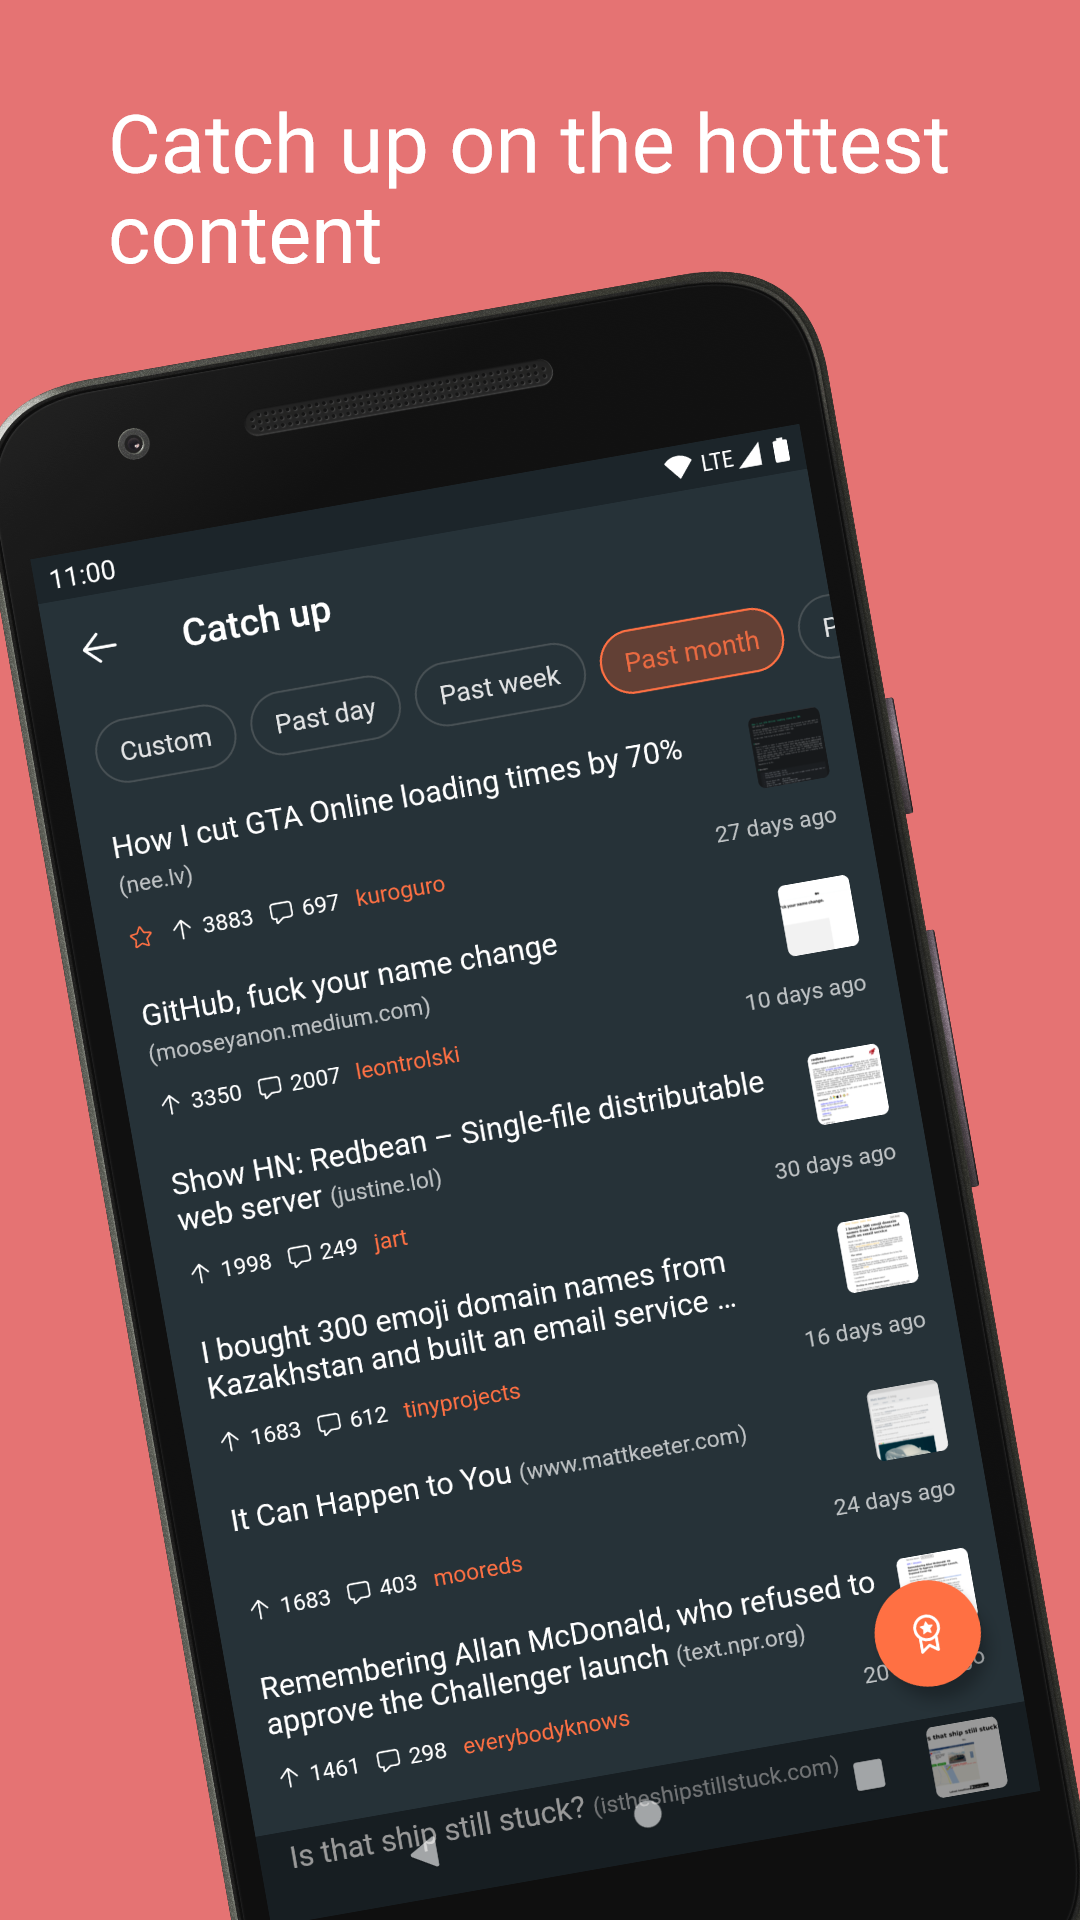 Catch up on the hottest
content
LTE
11:00
Catch up
Custom
Past day
Past week
Past month
P
How I cut GTA Online loading times by 70%
(nee.lv)
27 days ago
3883
697
kuroguro
GitHub, fuck your name change
(mooseyanon.medium.com)
10 days ago
3350
2007
leontrolski
Show HN: Redbean – Single-file distributable
web server (justine.lol)
30 days ago
1998
249
jart
I bought 300 emoji domain names from
Kazakhstan and built an email service ...
16 days ago
1683
612
tinyprojects
It Can Happen to You (www.mattkeeter.com)
24 days ago
1683
403
mooreds
Remembering Allan McDonald, who refused to
approve the Challenger launch (text.npr.org)
20
1461
298
everybodyknows
Is that ship still stuck? (istheshipstillstuck.com)
s that ship still stuck